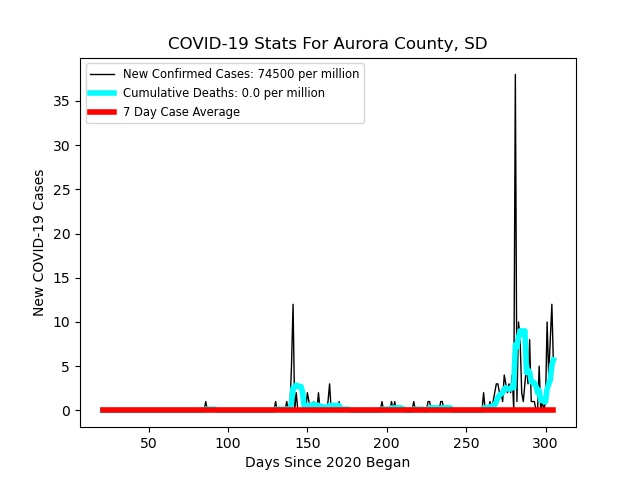 COVID-19 Stats For Aurora County, SD
New Confirmed Cases: 74500 per million
Cumulative Deaths: 0.0 per million
7 Day Case Average
New COVID-19 Cases
35
30
25
20
15
10
5
0
50 100 150 200 250 300
Days Since 2020 Began